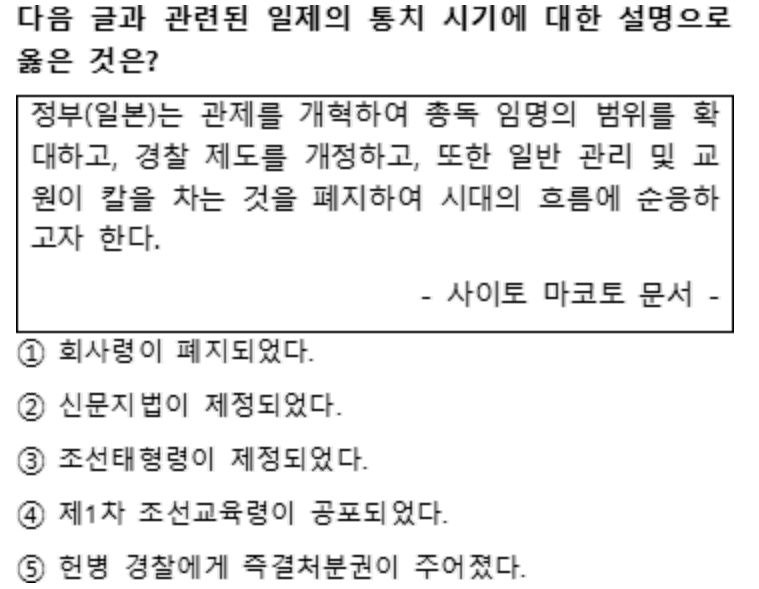 다음 글과 관련된 일제의 통치 시기에 대한 설명으로
옳은 것은?
정부(일본)는 관제를 개혁하여 총독 임명의 범위를 확
대하고, 경찰 제도를 개정하고, 또한 일반 관리 및 교
원이 칼을 차는 것을 폐지하여 시대의 흐름에 순응하
고자 한다.
- 사이토 마코토 문서 -
① 회사령이 폐지되었다.
② 신문지법이 제정되었다.
③ 조선태형령이 제정되었다.
④ 제1차 조선교육령이 공포되었다.
⑤ 헌병 경찰에게 즉결처분권이 주어졌다.